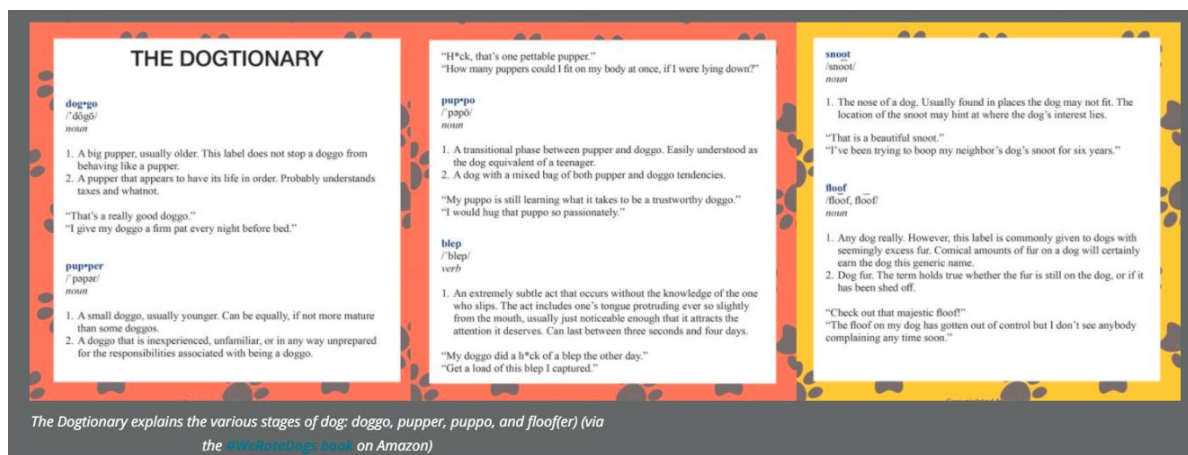 THE DOGTIONARY
dog•go
/ˈdôgō/
noun
1. A big pupper, usually older. This label does not stop a doggo from
behaving like a pupper.
2. A pupper that appears to have its life in order. Probably understands
taxes and whatnot.
“That’s a really good doggo.”
“I give my doggo a firm pat every night before bed.”
pup•per
/ˈpəpər/
noun
1. A small doggo, usually younger. Can be equally, if not more mature
than some doggos.
2. A doggo that is inexperienced, unfamiliar, or in any way unprepared
for the responsibilities associated with being a doggo.
“H*ck, that’s one pettable pupper.”
“How many puppers could I fit on my body at once, if I were lying down?”
pup•po
/ˈpəpō/
noun
1. A transitional phase between pupper and doggo. Easily understood as
the dog equivalent of a teenager.
2. A dog with a mixed bag of both pupper and doggo tendencies.
“My puppo is still learning what it takes to be a trustworthy doggo.”
“I would hug that puppo so passionately.”
blep
/ˈblep/
verb
1. An extremely subtle act that occurs without the knowledge of the one
who slips. The act includes one’s tongue protruding ever so slightly
from the mouth, usually just noticeable enough that it attracts the
attention it deserves. Can last between three seconds and four days.
“My doggo did a h*ck of a blep the other day.”
“Get a load of this blep I captured.”
snoot
/snoot/
noun
1. The nose of a dog. Usually found in places the dog may not fit. The
location of the snoot may hint at where the dog’s interest lies.
“That is a beautiful snoot.”
“I’ve been trying to boop my neighbor’s dog’s snoot for six years.”
floof
/floof, floof/
noun
1. Any dog really. However, this label is commonly given to dogs with
seemingly excess fur. Comical amounts of fur on a dog will certainly
earn the dog this generic name.
2. Dog fur. The term holds true whether the fur is still on the dog, or if it
has been shed off.
“Check out that majestic floof!”
“The floof on my dog has gotten out of control but I don’t see anybody
complaining any time soon.”
The Dogtionary explains the various stages of dog: doggo, pupper, puppo, and floof(er) (via
the #WeRateDogs book on Amazon)